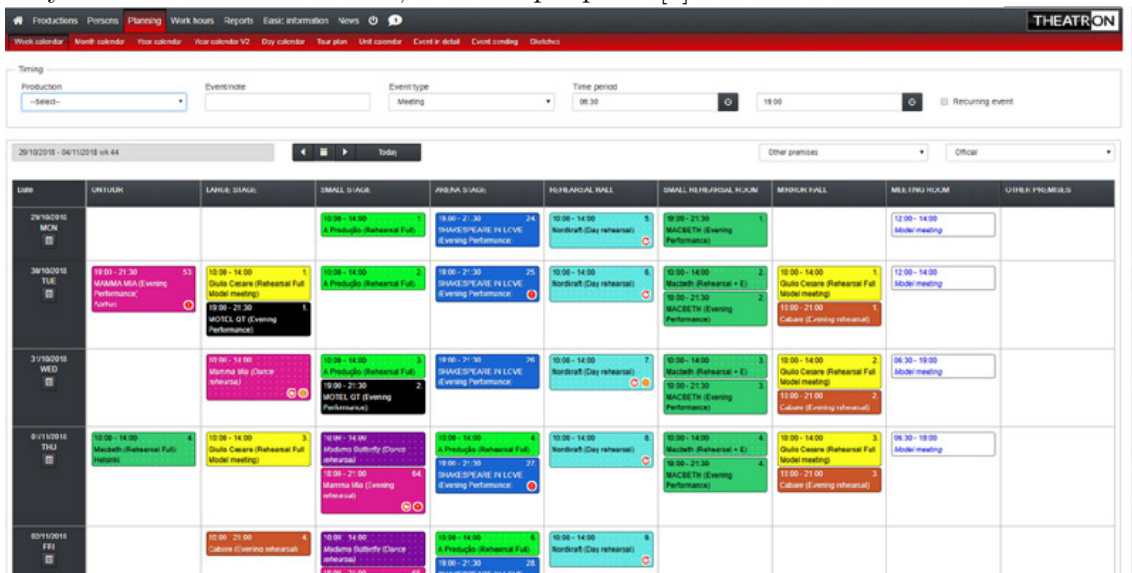 Productions Persons Planning Work hours Reports Basic information News
THEATRON
Week calendar Month calendar Year calendar Year calendar V2 Day calendar Tour plan Unit calendar Event in detail Event sending Sketches
Timing
Production Event/note Event type Time period
--Select-- Meeting 06:30 19:00 Recurring event
29/10/2018 - 04/11/2018 wk 44 Today Other premises Official
Date ON TOUR LARGE STAGE SMALL STAGE ARENA STAGE REHEARSAL HALL SMALL REHEARSAL ROOM MIRROR HALL MEETING ROOM OTHER PREMISES
29/10/2018
MON
10:00 - 14:00 1.
A Produção (Rehearsal Full)
19:00 - 21:30 24.
SHAKESPEARE IN LOVE
(Evening Performance)
10:00 - 14:00 5.
Nordkraft (Day rehearsal)
19:00 - 21:30 1.
MACBETH (Evening
Performance)
12:00 - 14:00
Model meeting
30/10/2018
TUE
19:00 - 21:30 53.
MAMMA MIA (Evening
Performance)
Aarhus
10:00 - 14:00 1.
Giulio Cesare (Rehearsal Full
Model meeting)
19:00 - 21:30 1.
MOTEL GT (Evening
Performance)
10:00 - 14:00 2.
A Produção (Rehearsal Full)
19:00 - 21:30 25.
SHAKESPEARE IN LOVE
(Evening Performance)
10:00 - 14:00 6.
Nordkraft (Day rehearsal)
10:00 - 14:00 2.
Macbeth (Rehearsal + E)
19:00 - 21:30 2.
MACBETH (Evening
Performance)
10:00 - 14:00 1.
Giulio Cesare (Rehearsal Full
Model meeting)
18:00 - 21:00 1.
Cabare (Evening rehearsal)
12:00 - 14:00
Model meeting
31/10/2018
WED
10:00 - 14:00
Mamma Mia (Dance
rehearsal)
10:00 - 14:00 3.
A Produção (Rehearsal Full)
19:00 - 21:30 2.
MOTEL GT (Evening
Performance)
19:00 - 21:30 26.
SHAKESPEARE IN LOVE
(Evening Performance)
10:00 - 14:00 7.
Nordkraft (Day rehearsal)
10:00 - 14:00 3.
Macbeth (Rehearsal + E)
19:00 - 21:30 3.
MACBETH (Evening
Performance)
10:00 - 14:00 2.
Giulio Cesare (Rehearsal Full
Model meeting)
18:00 - 21:00 2.
Cabare (Evening rehearsal)
06:30 - 19:00
Model meeting
01/11/2018
THU
10:00 - 14:00 4.
Macbeth (Rehearsal Full)
Helsinki
10:00 - 14:00 3.
Giulio Cesare (Rehearsal Full
Model meeting)
10:00 - 14:00
Madama Butterfly (Dance
rehearsal)
18:00 - 21:00 64.
Mamma Mia (Evening
rehearsal)
10:00 - 14:00 4.
A Produção (Rehearsal Full)
19:00 - 21:30 27.
SHAKESPEARE IN LOVE
(Evening Performance)
10:00 - 14:00 8.
Nordkraft (Day rehearsal)
10:00 - 14:00 4.
Macbeth (Rehearsal + E)
19:00 - 21:30 4.
MACBETH (Evening
Performance)
10:00 - 14:00 3.
Giulio Cesare (Rehearsal Full
Model meeting)
18:00 - 21:00 3.
Cabare (Evening rehearsal)
06:30 - 19:00
Model meeting
02/11/2018
FRI
4.
Cabare (Evening rehearsal)
10:00 14:00
Madama Butterfly (Dance
rehearsal)
10:00 - 14:00
A Produção (Rehearsal Full)
19:00 - 21:30 28.
10:00 - 14:00
Nordkraft (Day rehearsal)